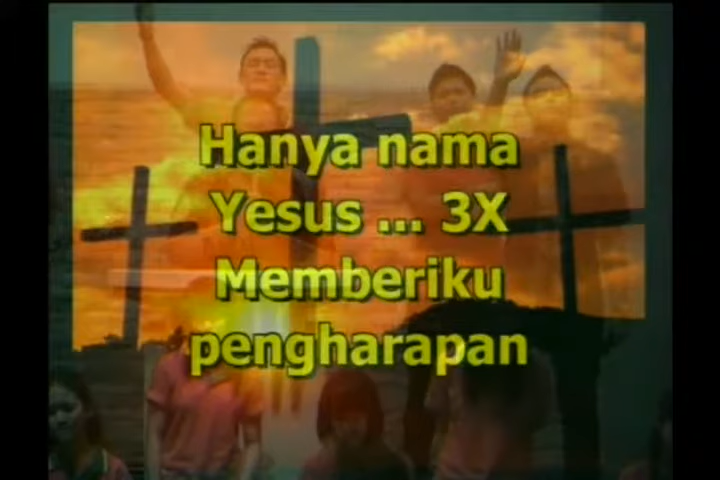 Hanya nama
Yesus ... 3X
Memberiku
pengharapan